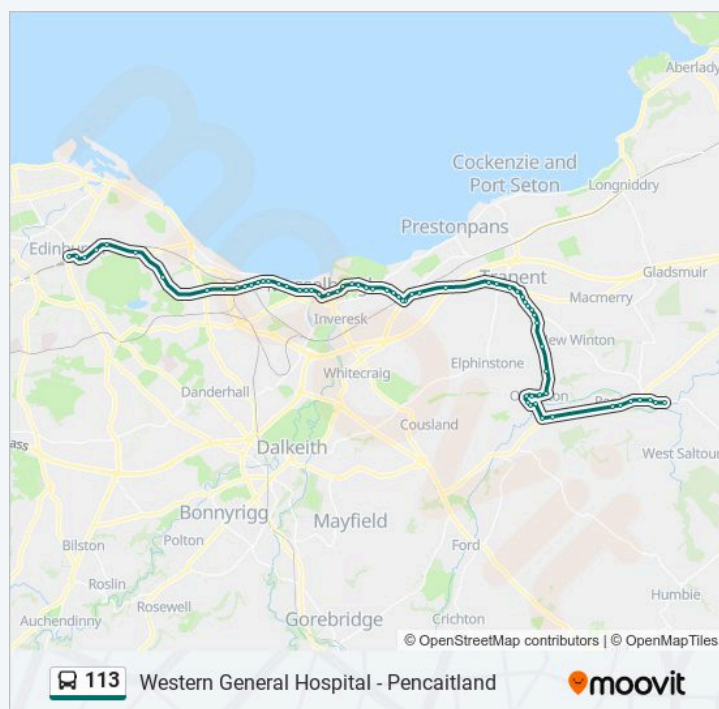 Aberlady
Cockenzie and
Port Seton
Longniddry
Prestonpans
Edinbur
Tranent
Gladsmuir
Macmerry
Inveresk
New Winton
Whitecraig
Elphinstone
Danderhall
Cousland
Dalkeith
West Saltou
Bonnyrigg
Mayfield
Polton
Bilston
Ford
Roslin
Humbie
Rosewell
Auchendinny
Crichton
Gorebridge
© OpenStreetMap contributors | © OpenMapTiles
113 Western General Hospital - Pencaitland
moovit